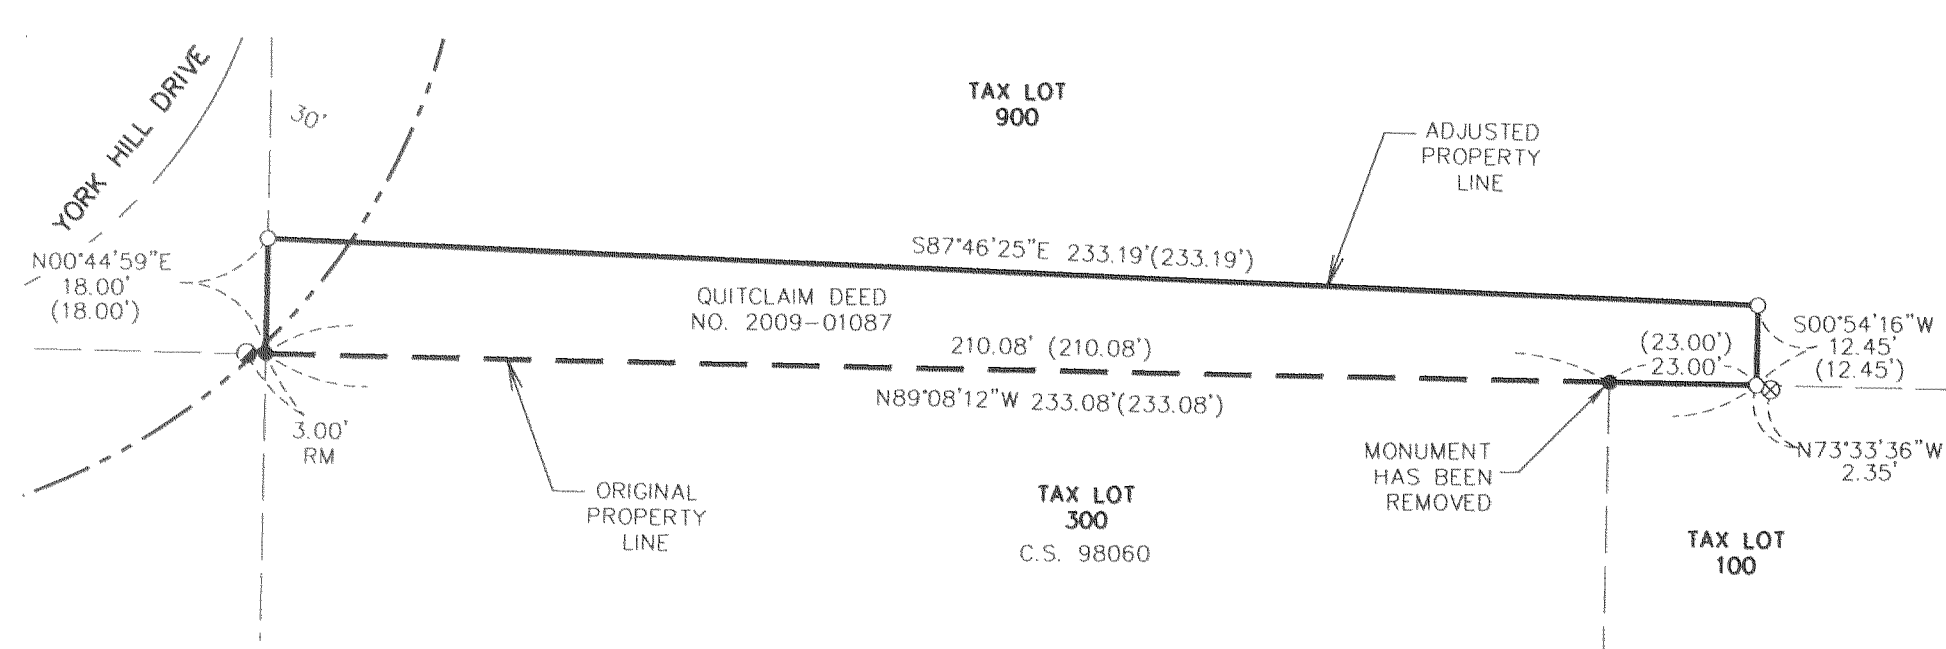 YORK HILL DRIVE
30'
TAX LOT
900
ADJUSTED
PROPERTY
LINE
N00°44'59"E
18.00'
(18.00')
S87°46'25"E 233.19'(233.19')
QUITCLAIM DEED
NO. 2009-01087
210.08' (210.08')
N89°08'12"W 233.08'(233.08')
(23.00')
23.00'
S00°54'16"W
12.45'
(12.45')
3.00'
RM
ORIGINAL
PROPERTY
LINE
TAX LOT
300
C.S. 98060
MONUMENT
HAS BEEN
REMOVED
N73°33'36"W
2.35'
TAX LOT
100